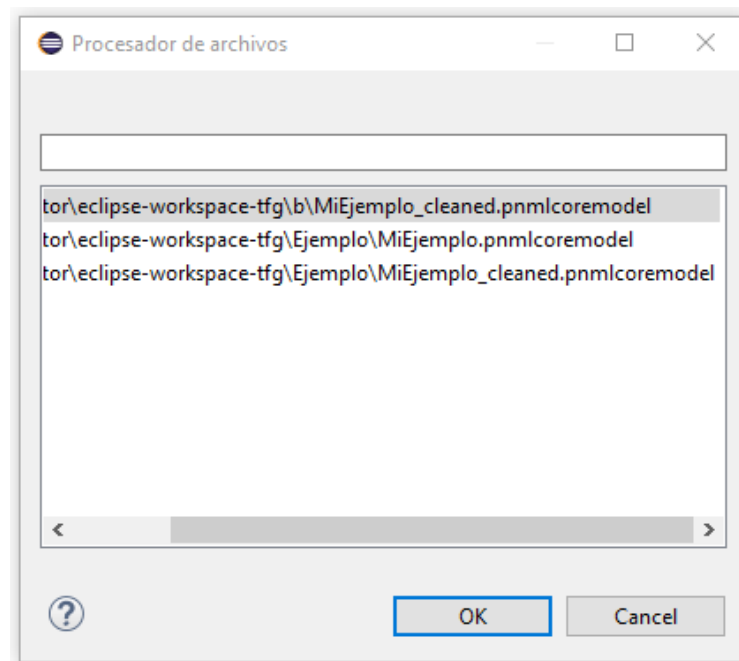 Procesador de archivos
tor\eclipse-workspace-tfg\b\MiEjemplo_cleaned.pnmlcoremodel
tor\eclipse-workspace-tfg\Ejemplo\MiEjemplo.pnmlcoremodel
tor\eclipse-workspace-tfg\Ejemplo\MiEjemplo_cleaned.pnmlcoremodel
?
OK
Cancel